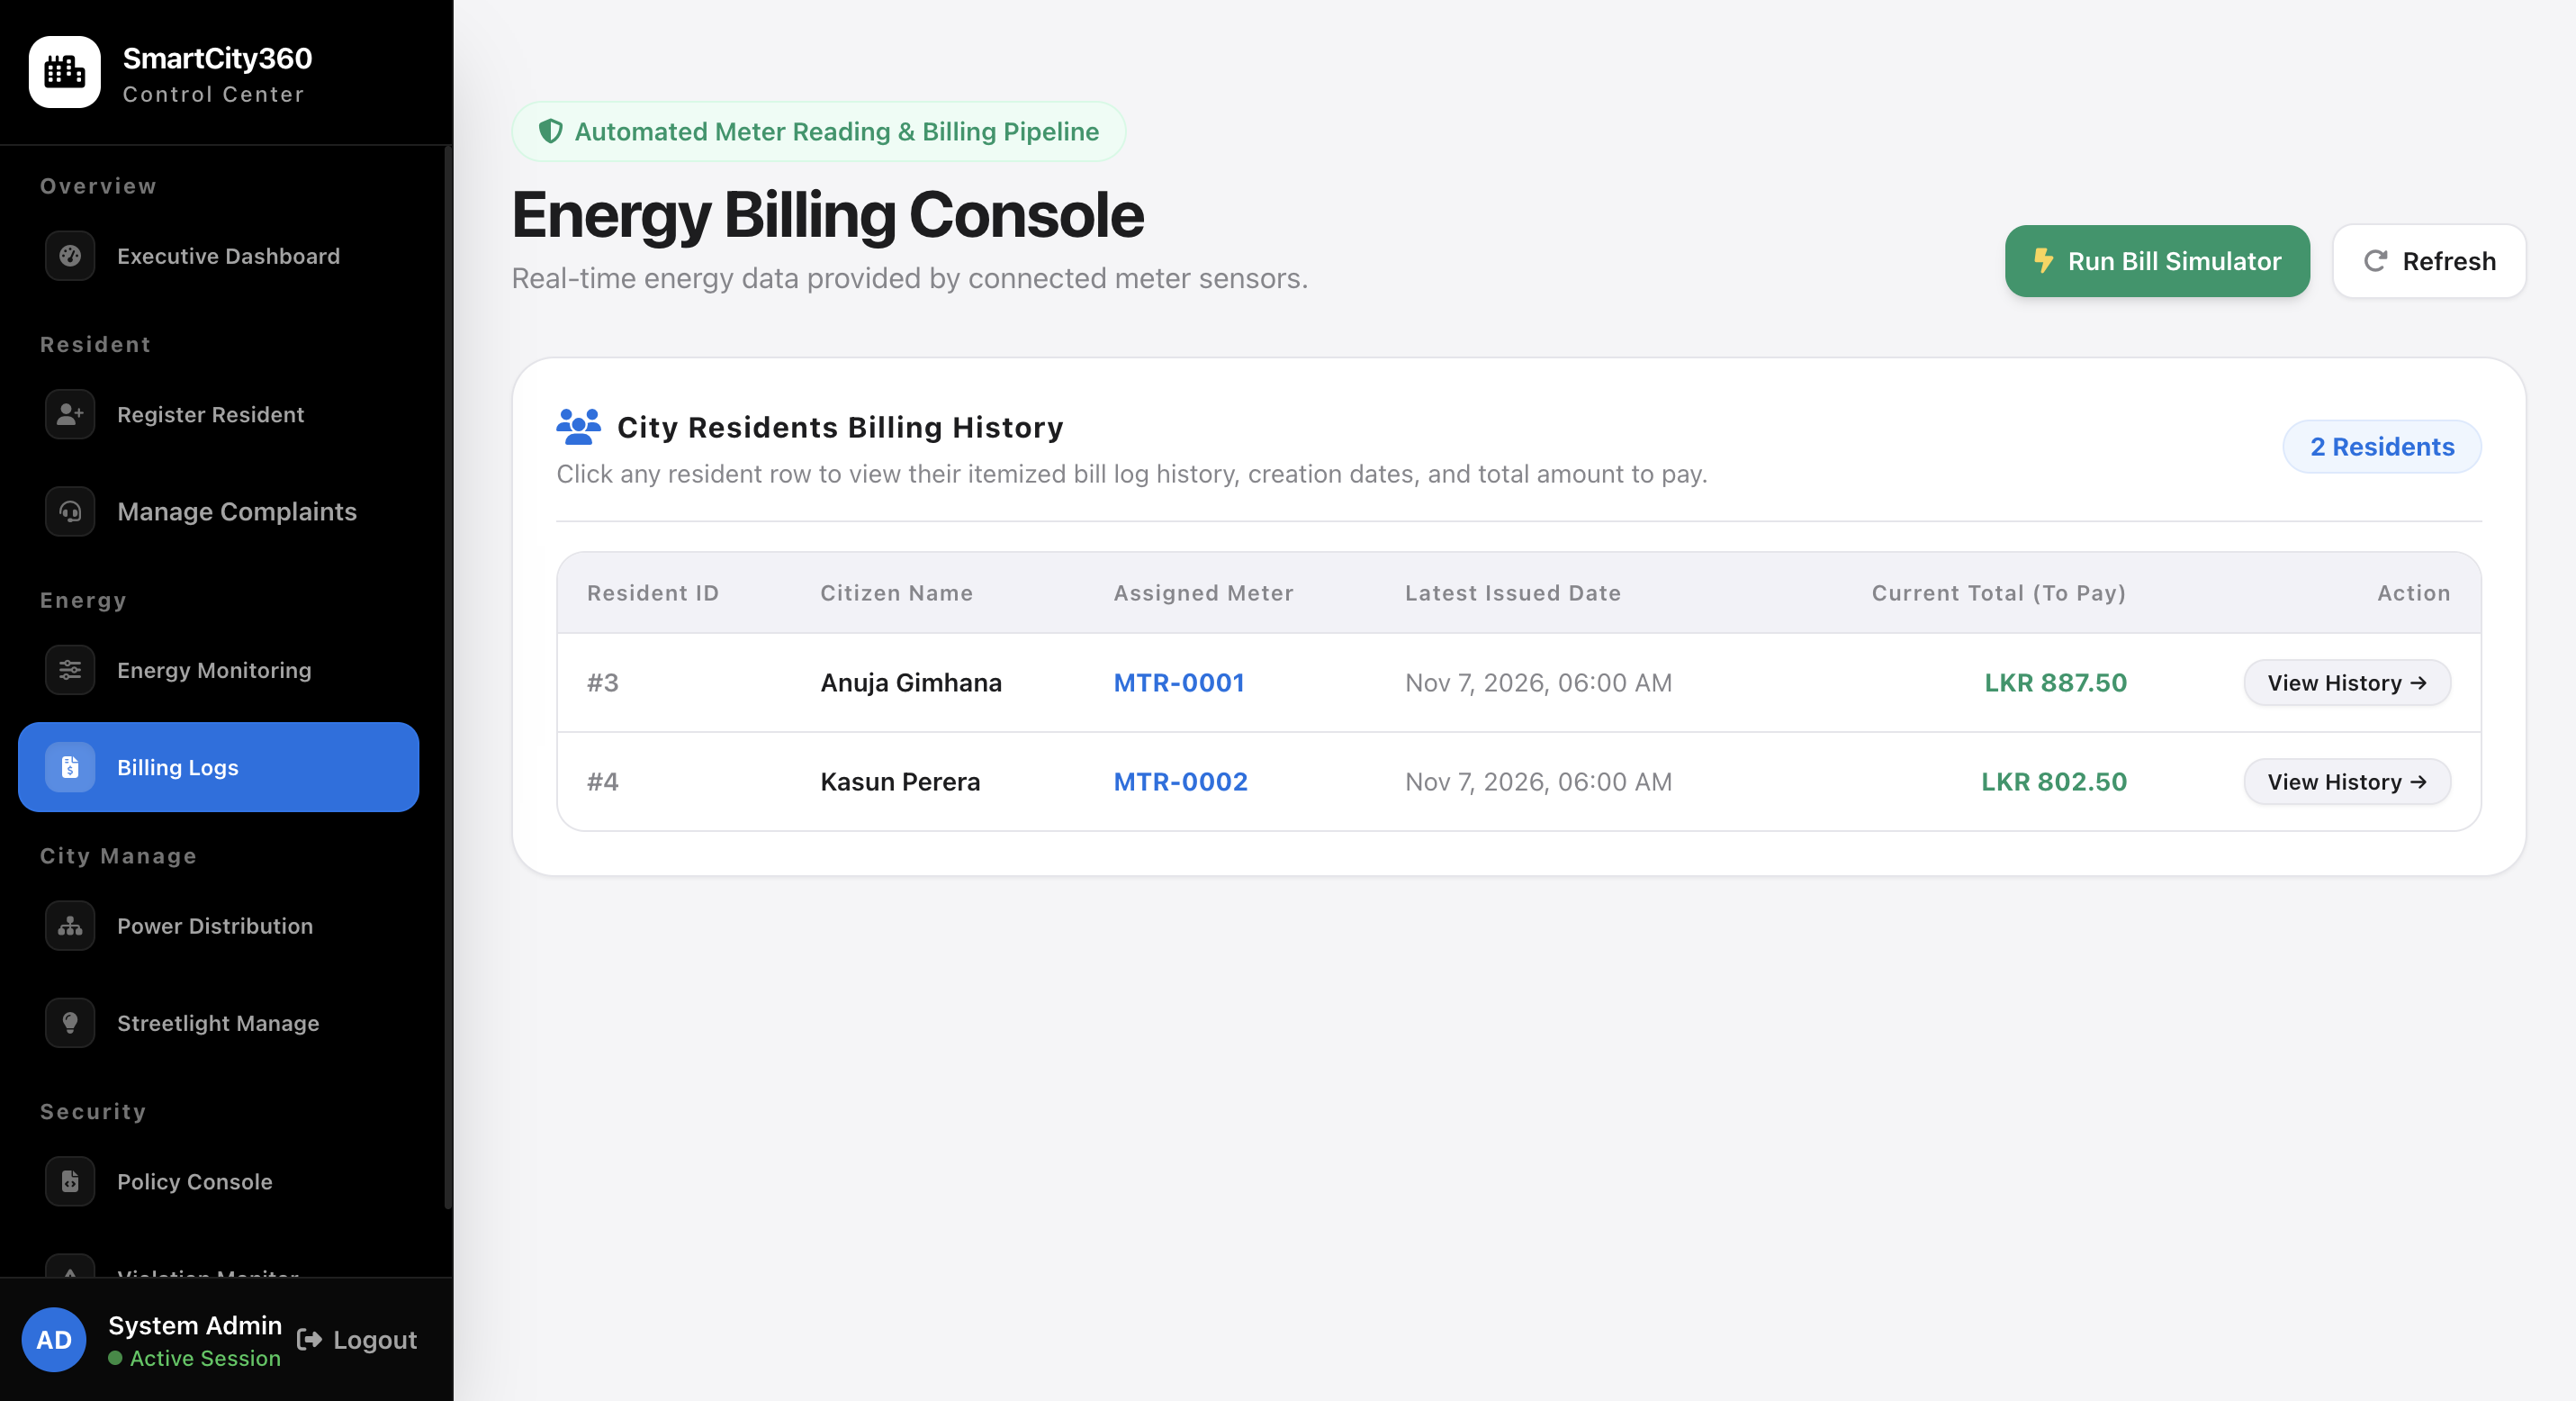 SmartCity360
Control Center
Overview
Executive Dashboard
Resident
Register Resident
Manage Complaints
Energy
Energy Monitoring
Billing Logs
City Manage
Power Distribution
Streetlight Manage
Security
Policy Console
Violation Monitor
AD
System Admin
Active Session
Logout
Automated Meter Reading & Billing Pipeline
Energy Billing Console
Real-time energy data provided by connected meter sensors.
Run Bill Simulator
Refresh
City Residents Billing History
Click any resident row to view their itemized bill log history, creation dates, and total amount to pay.
2 Residents
Resident ID Citizen Name Assigned Meter Latest Issued Date Current Total (To Pay) Action
#3 Anuja Gimhana MTR-0001 Nov 7, 2026, 06:00 AM LKR 887.50 View History →
#4 Kasun Perera MTR-0002 Nov 7, 2026, 06:00 AM LKR 802.50 View History →